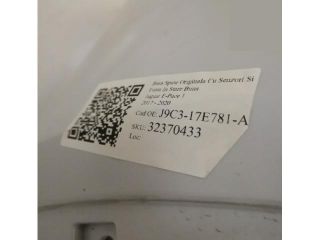 Bara Spate Originala Cu Senzori Si
Este In Stare Buna
Jaguar E-Pace 1
2017 - 2020
Cod OE: J9C3-17E781-A
SKU: 32370433
Loc: